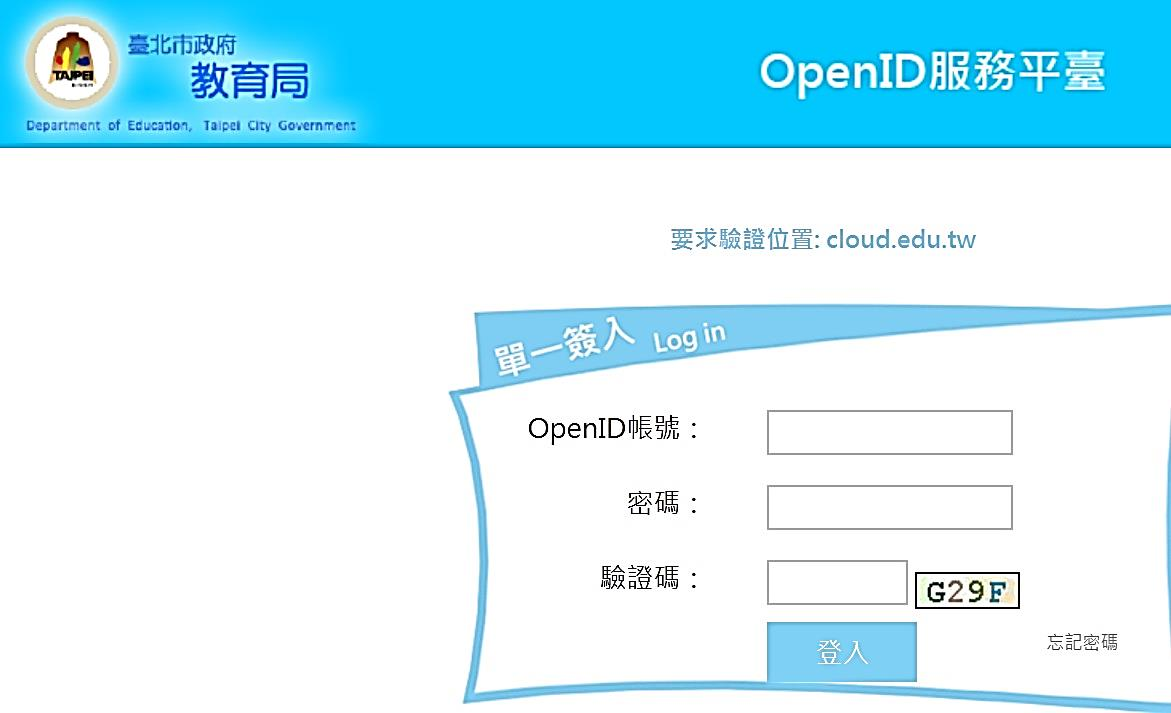 臺北市政府
教育局
Department of Education, Taipei City Government
TAIPEI
OpenID服務平臺
要求驗證位置: cloud.edu.tw
單一簽入 Log in
OpenID帳號：
密碼：
驗證碼：
G29F
登入
忘記密碼